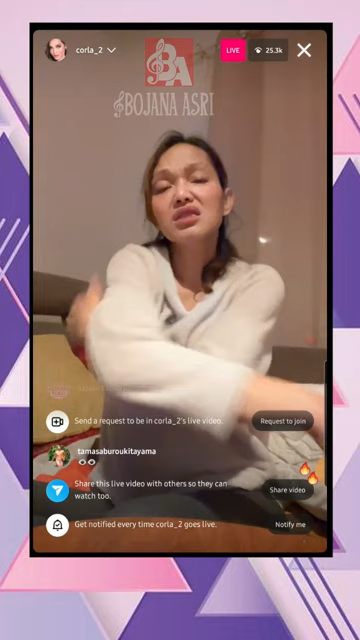 corla_2
LIVE
25.3k
BA
BOJANA ASRI
Send a request to be in corla_2's live video.
Request to join
tamasaburoukitayama
Share this live video with others so they can
watch too.
Share video
Get notified every time corla_2 goes live.
Notify me